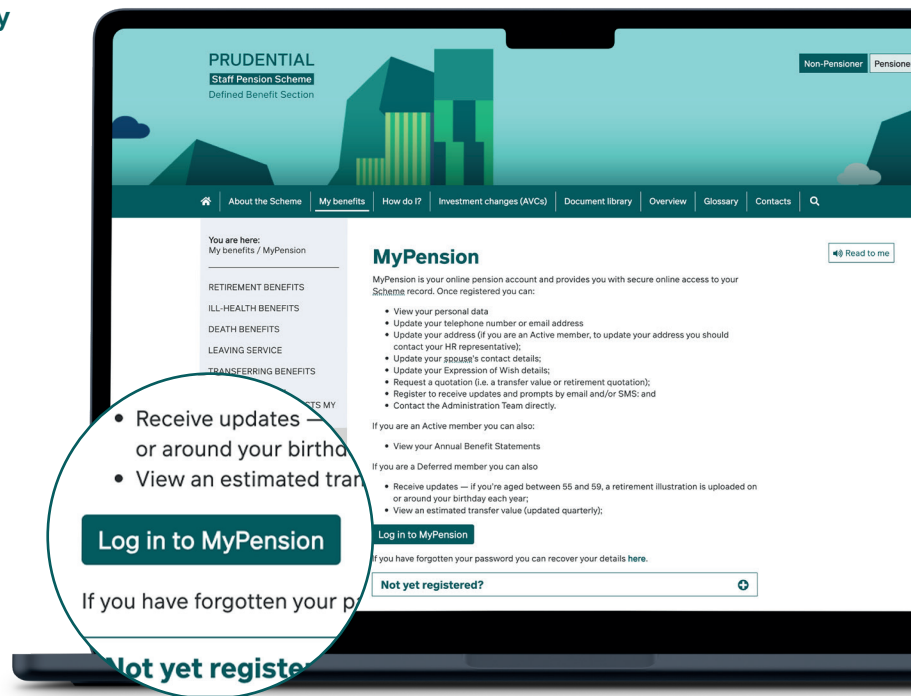 y
PRUDENTIAL
Staff Pension Scheme
Defined Benefit Section
Non-Pensioner
Pensione
About the Scheme
My benefits
How do I?
Investment changes (AVCs)
Document library
Overview
Glossary
Contacts
You are here:
My benefits / MyPension
RETIREMENT BENEFITS
ILL-HEALTH BENEFITS
DEATH BENEFITS
LEAVING SERVICE
TRANSFERRING BENEFITS
CTS MY
MyPension
Read to me
MyPension is your online pension account and provides you with secure online access to your
Scheme record. Once registered you can:
• View your personal data
• Update your telephone number or email address
• Update your address (if you are an Active member, to update your address you should
contact your HR representative);
• Update your spouse's contact details;
• Update your Expression of Wish details;
• Request a quotation (i.e. a transfer value or retirement quotation);
• Register to receive updates and prompts by email and/or SMS: and
• Contact the Administration Team directly.
If you are an Active member you can also:
• View your Annual Benefit Statements
If you are a Deferred member you can also
• Receive updates — if you're aged between 55 and 59, a retirement illustration is uploaded on
or around your birthday each year;
• View an estimated transfer value (updated quarterly);
Log in to MyPension
If you have forgotten your password you can recover your details here.
Not yet registered?
• Receive updates —
or around your birthd
• View an estimated tran
Log in to MyPension
If you have forgotten your p
Not yet registe